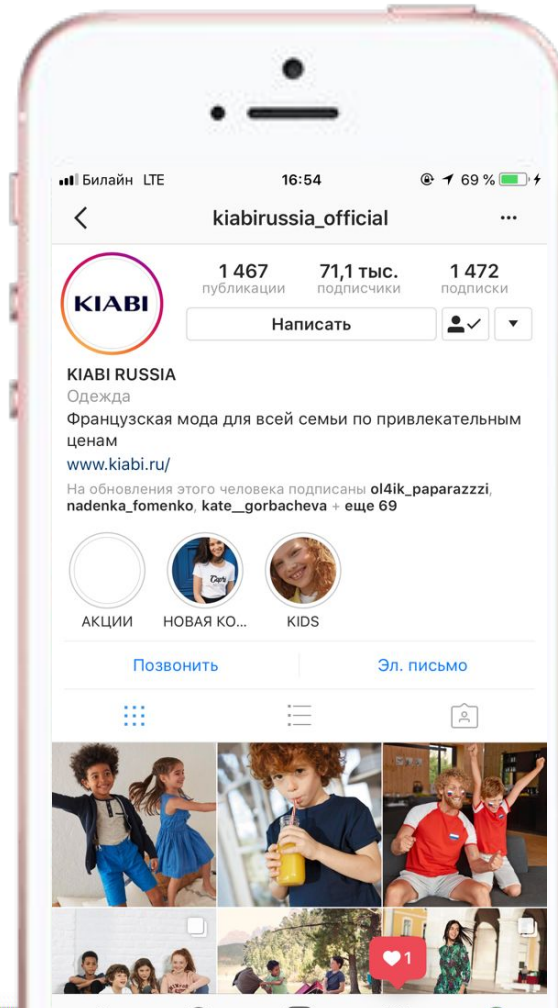 Билайн LTE 16:54 69 %
kiabirussia_official
KIABI
1 467 71,1 тыс. 1 472
публикации подписчики подписки
Написать
KIABI RUSSIA
Одежда
Французская мода для всей семьи по привлекательным
ценам
www.kiabi.ru/
На обновления этого человека подписаны ol4ik_paparazzzi,
nadenka_fomenko, kate__gorbacheva + еще 69
Capri
АКЦИИ НОВАЯ КО... KIDS
Позвонить Эл. письмо
1